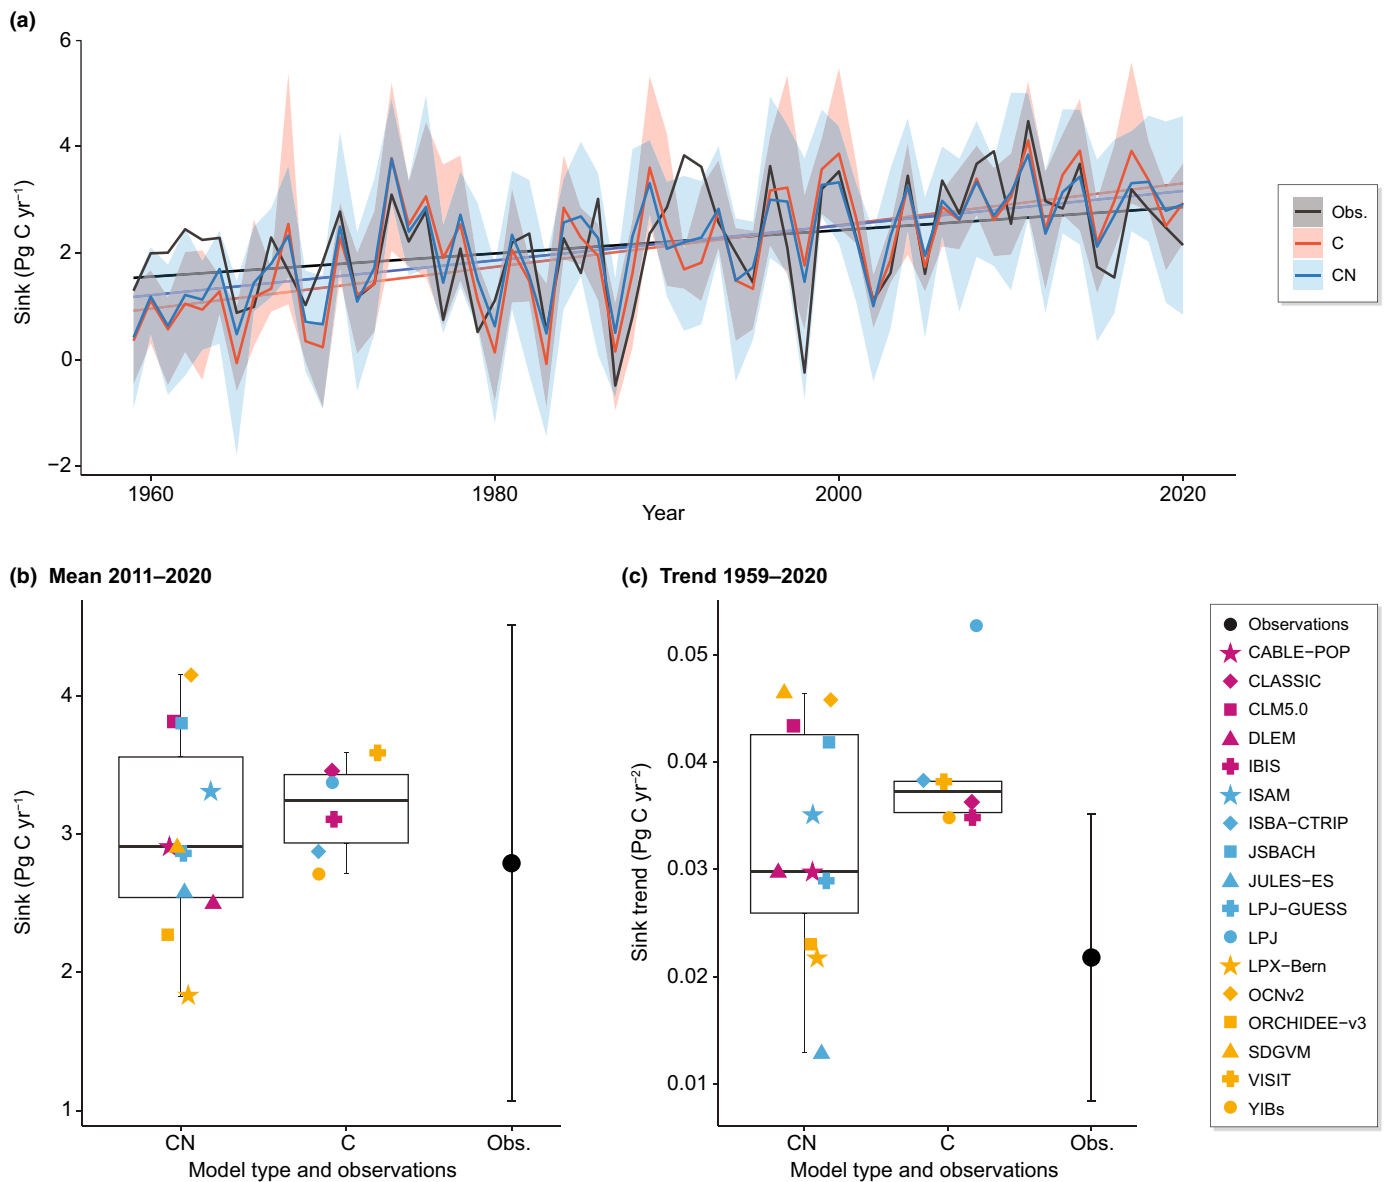 (a)
6
4
2
0
−2
Sink (Pg C yr−1)
1960
1980
2000
2020
Year
Obs.
C
CN
(b) Mean 2011–2020
4
3
2
1
Sink (Pg C yr−1)
CN
C
Obs.
Model type and observations
(c) Trend 1959–2020
0.05
0.04
0.03
0.02
0.01
Sink trend (Pg C yr−2)
CN
C
Obs.
Model type and observations
Observations
CABLE−POP
CLASSIC
CLM5.0
DLEM
IBIS
ISAM
ISBA−CTRIP
JSBACH
JULES−ES
LPJ−GUESS
LPJ
LPX−Bern
OCNv2
ORCHIDEE−v3
SDGVM
VISIT
YIBs